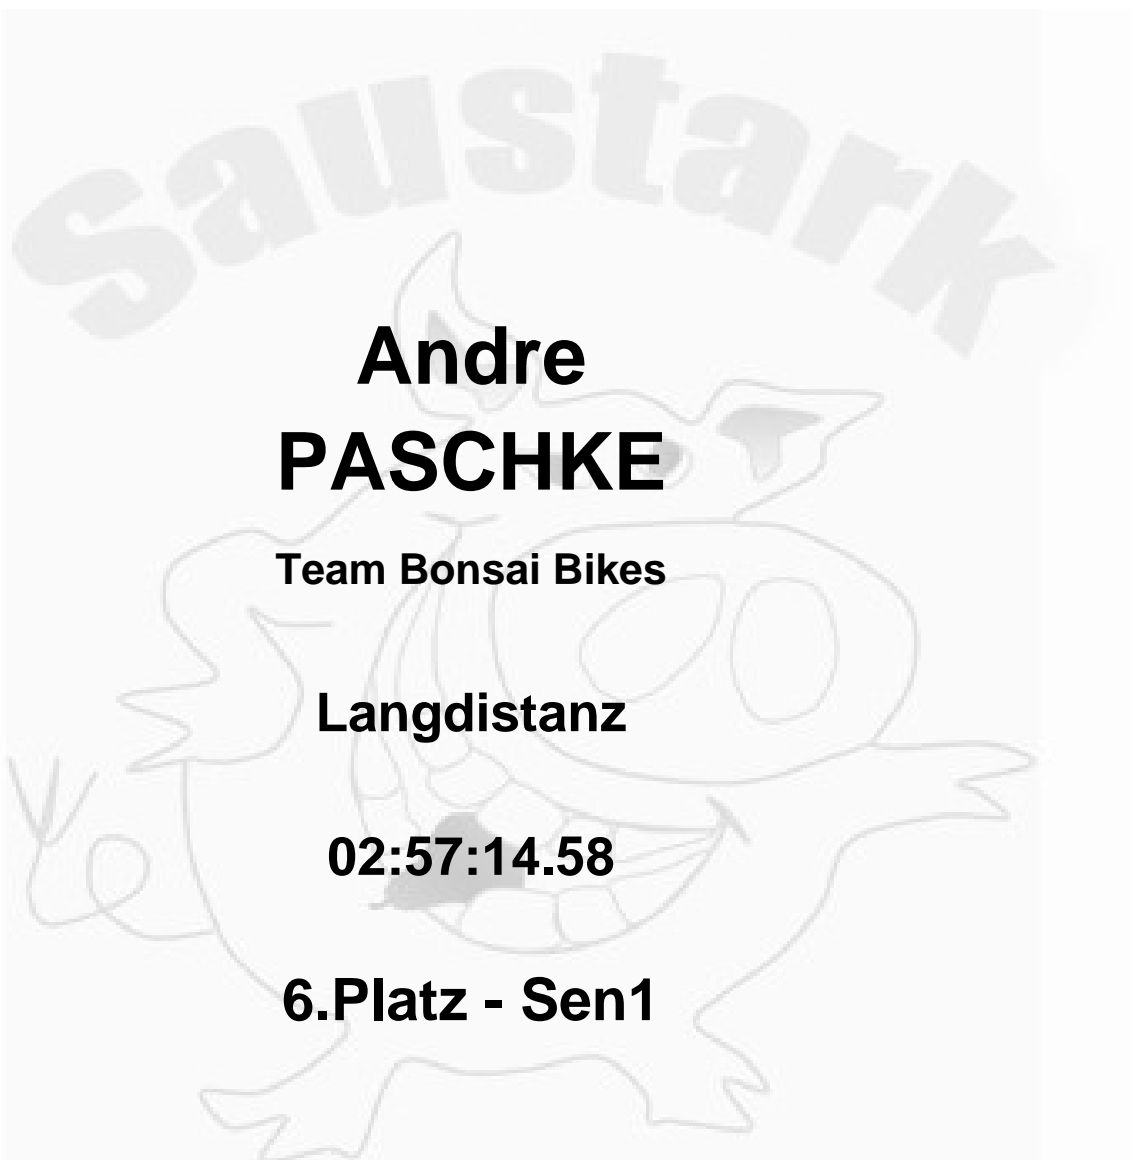 Saustark
Andre
PASCHKE
Team Bonsai Bikes
Langdistanz
02:57:14.58
6.Platz - Sen1